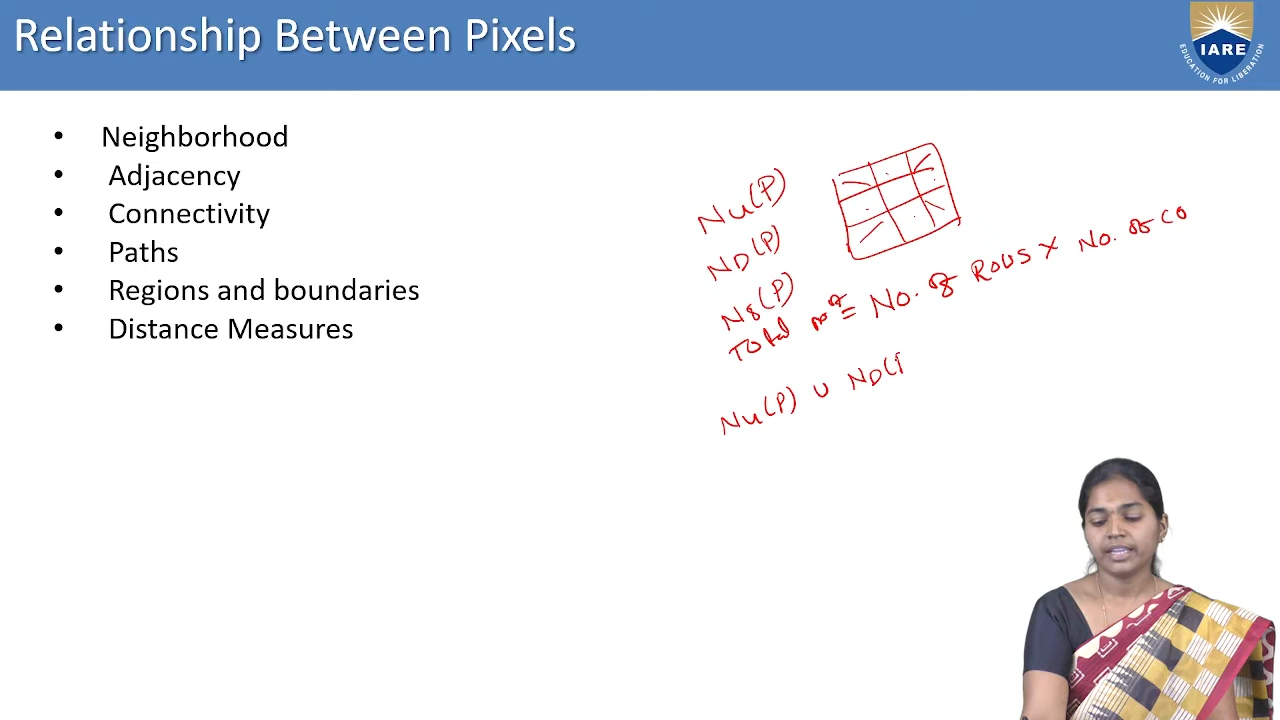 Relationship Between Pixels
IARE
EDUCATION FOR LIBERATION
• Neighborhood
• Adjacency
• Connectivity
• Paths
• Regions and boundaries
• Distance Measures
N4(P)
ND(P)
N8(P)
Total = No. of Rows × No. of CO
N4(P) ∪ ND(P